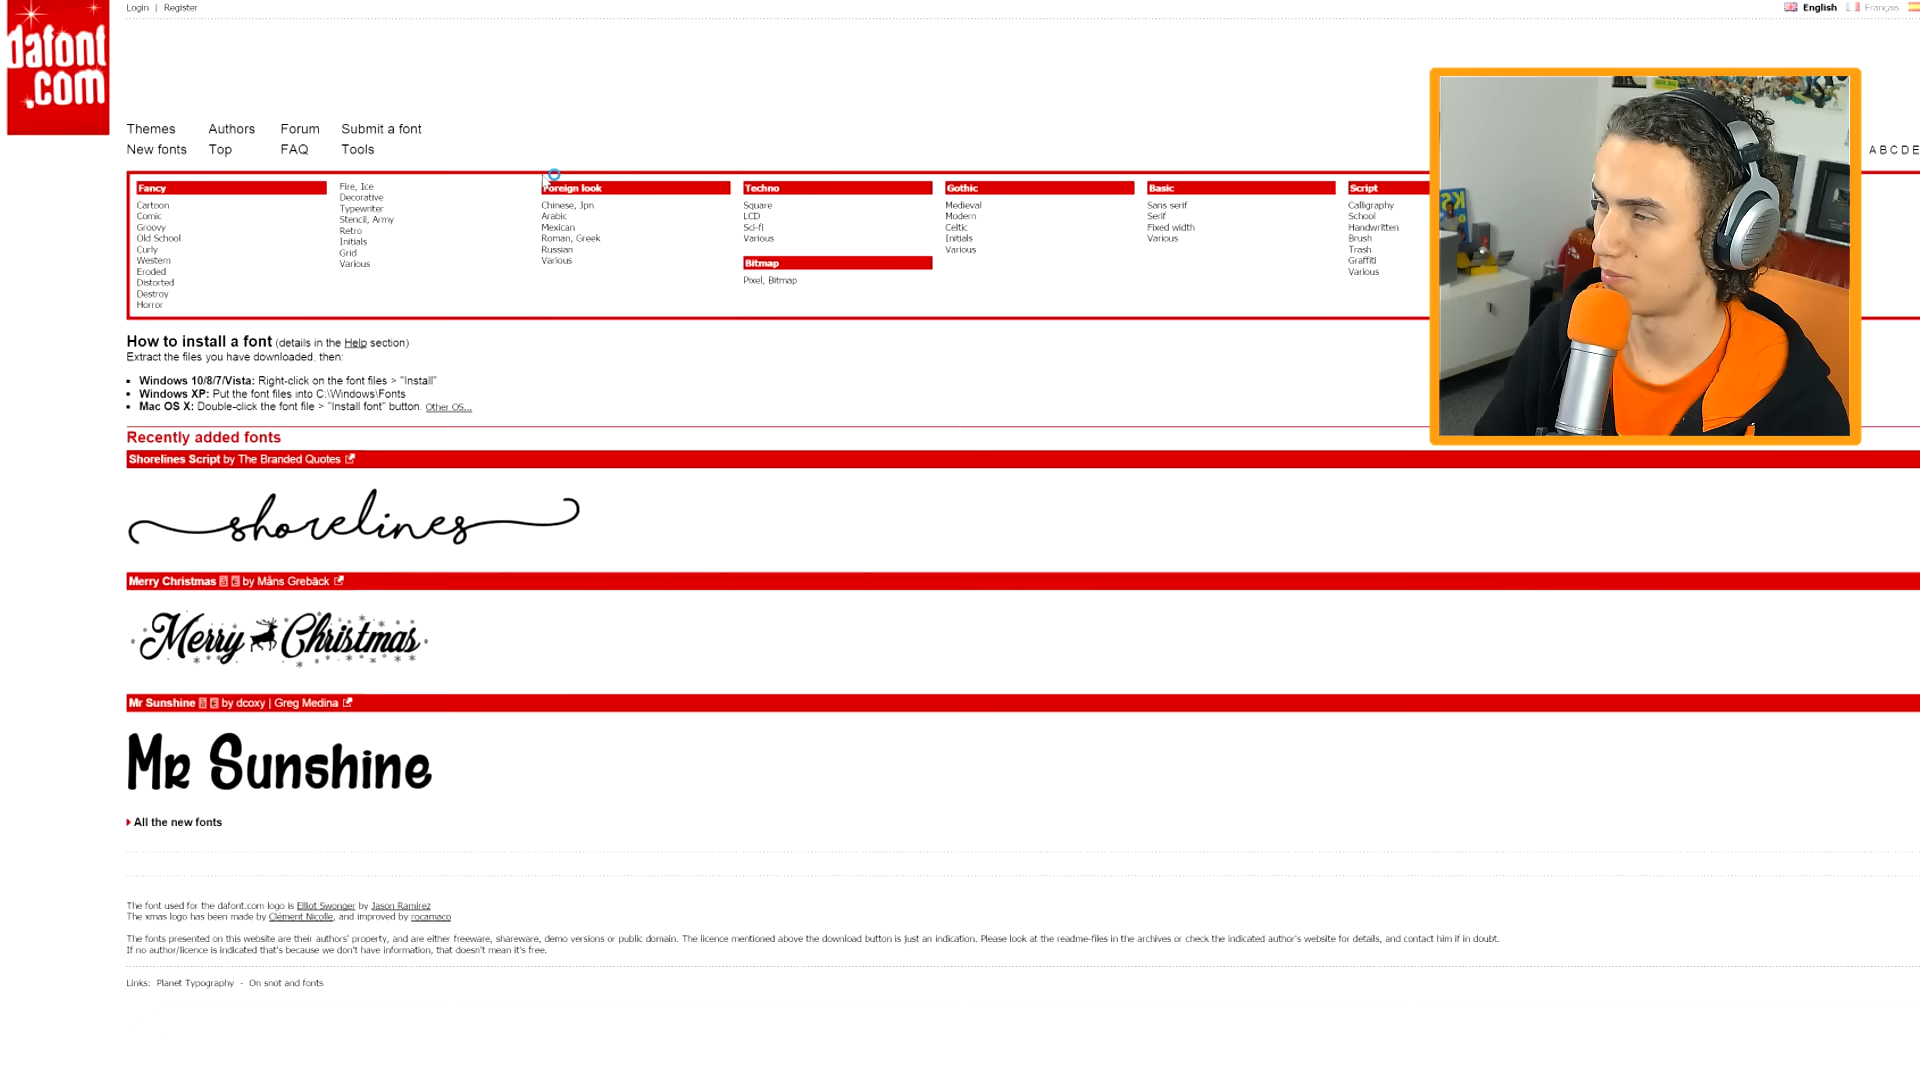 Login | Register
English Français
dafont
.com
Themes Authors Forum Submit a font
New fonts Top FAQ Tools
A B C D E
Fancy
Cartoon
Comic
Groovy
Old School
Curly
Western
Eroded
Distorted
Destroy
Horror
Fire, Ice
Decorative
Typewriter
Stencil, Army
Retro
Initials
Grid
Various
Foreign look
Chinese, Jpn
Arabic
Mexican
Roman, Greek
Russian
Various
Techno
Square
LCD
Sci-fi
Various
Bitmap
Pixel, Bitmap
Gothic
Medieval
Modern
Celtic
Initials
Various
Basic
Sans serif
Serif
Fixed width
Various
Script
Calligraphy
School
Handwritten
Brush
Trash
Graffiti
Various
How to install a font (details in the Help section)
Extract the files you have downloaded, then:
Windows 10/8/7/Vista: Right-click on the font files > "Install"
Windows XP: Put the font files into C:\Windows\Fonts
Mac OS X: Double-click the font file > "Install font" button. Other OS...
Recently added fonts
Shorelines Script by The Branded Quotes
shorelines
Merry Christmas by Måns Grebäck
Merry Christmas
Mr Sunshine by dcoxy | Greg Medina
Mr Sunshine
All the new fonts
The font used for the dafont.com logo is Elliot Swonger by Jason Ramirez
The xmas logo has been made by Clément Nicolle, and improved by rocamaco
The fonts presented on this website are their authors' property, and are either freeware, shareware, demo versions or public domain. The licence mentioned above the download button is just an indication. Please look at the readme-files in the archives or check the indicated author's website for details, and contact him if in doubt.
If no author/licence is indicated that's because we don't have information, that doesn't mean it's free.
Links: Planet Typography - On snot and fonts